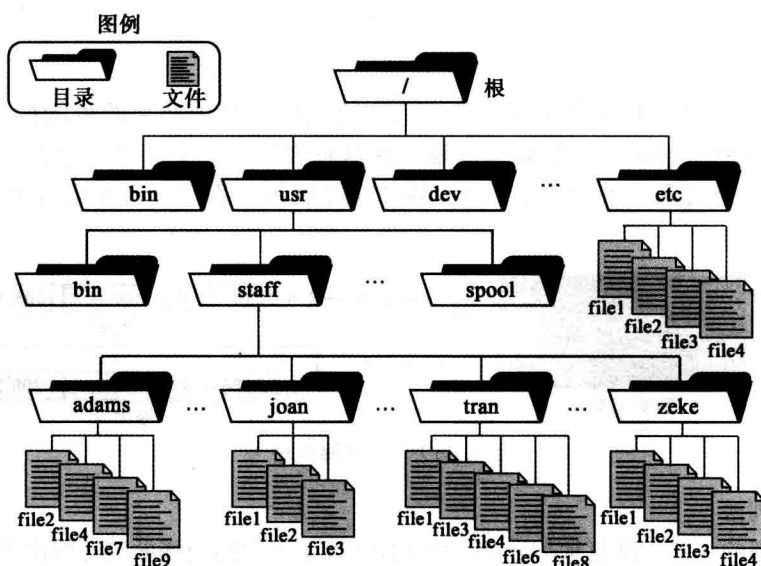 图例
目录
文件
/
根
bin
usr
dev
…
etc
file1
file2
file3
file4
bin
staff
…
spool
adams
…
joan
…
tran
…
zeke
file2
file4
file7
file9
file1
file2
file3
file1
file3
file4
file6
file8
file1
file2
file3
file4